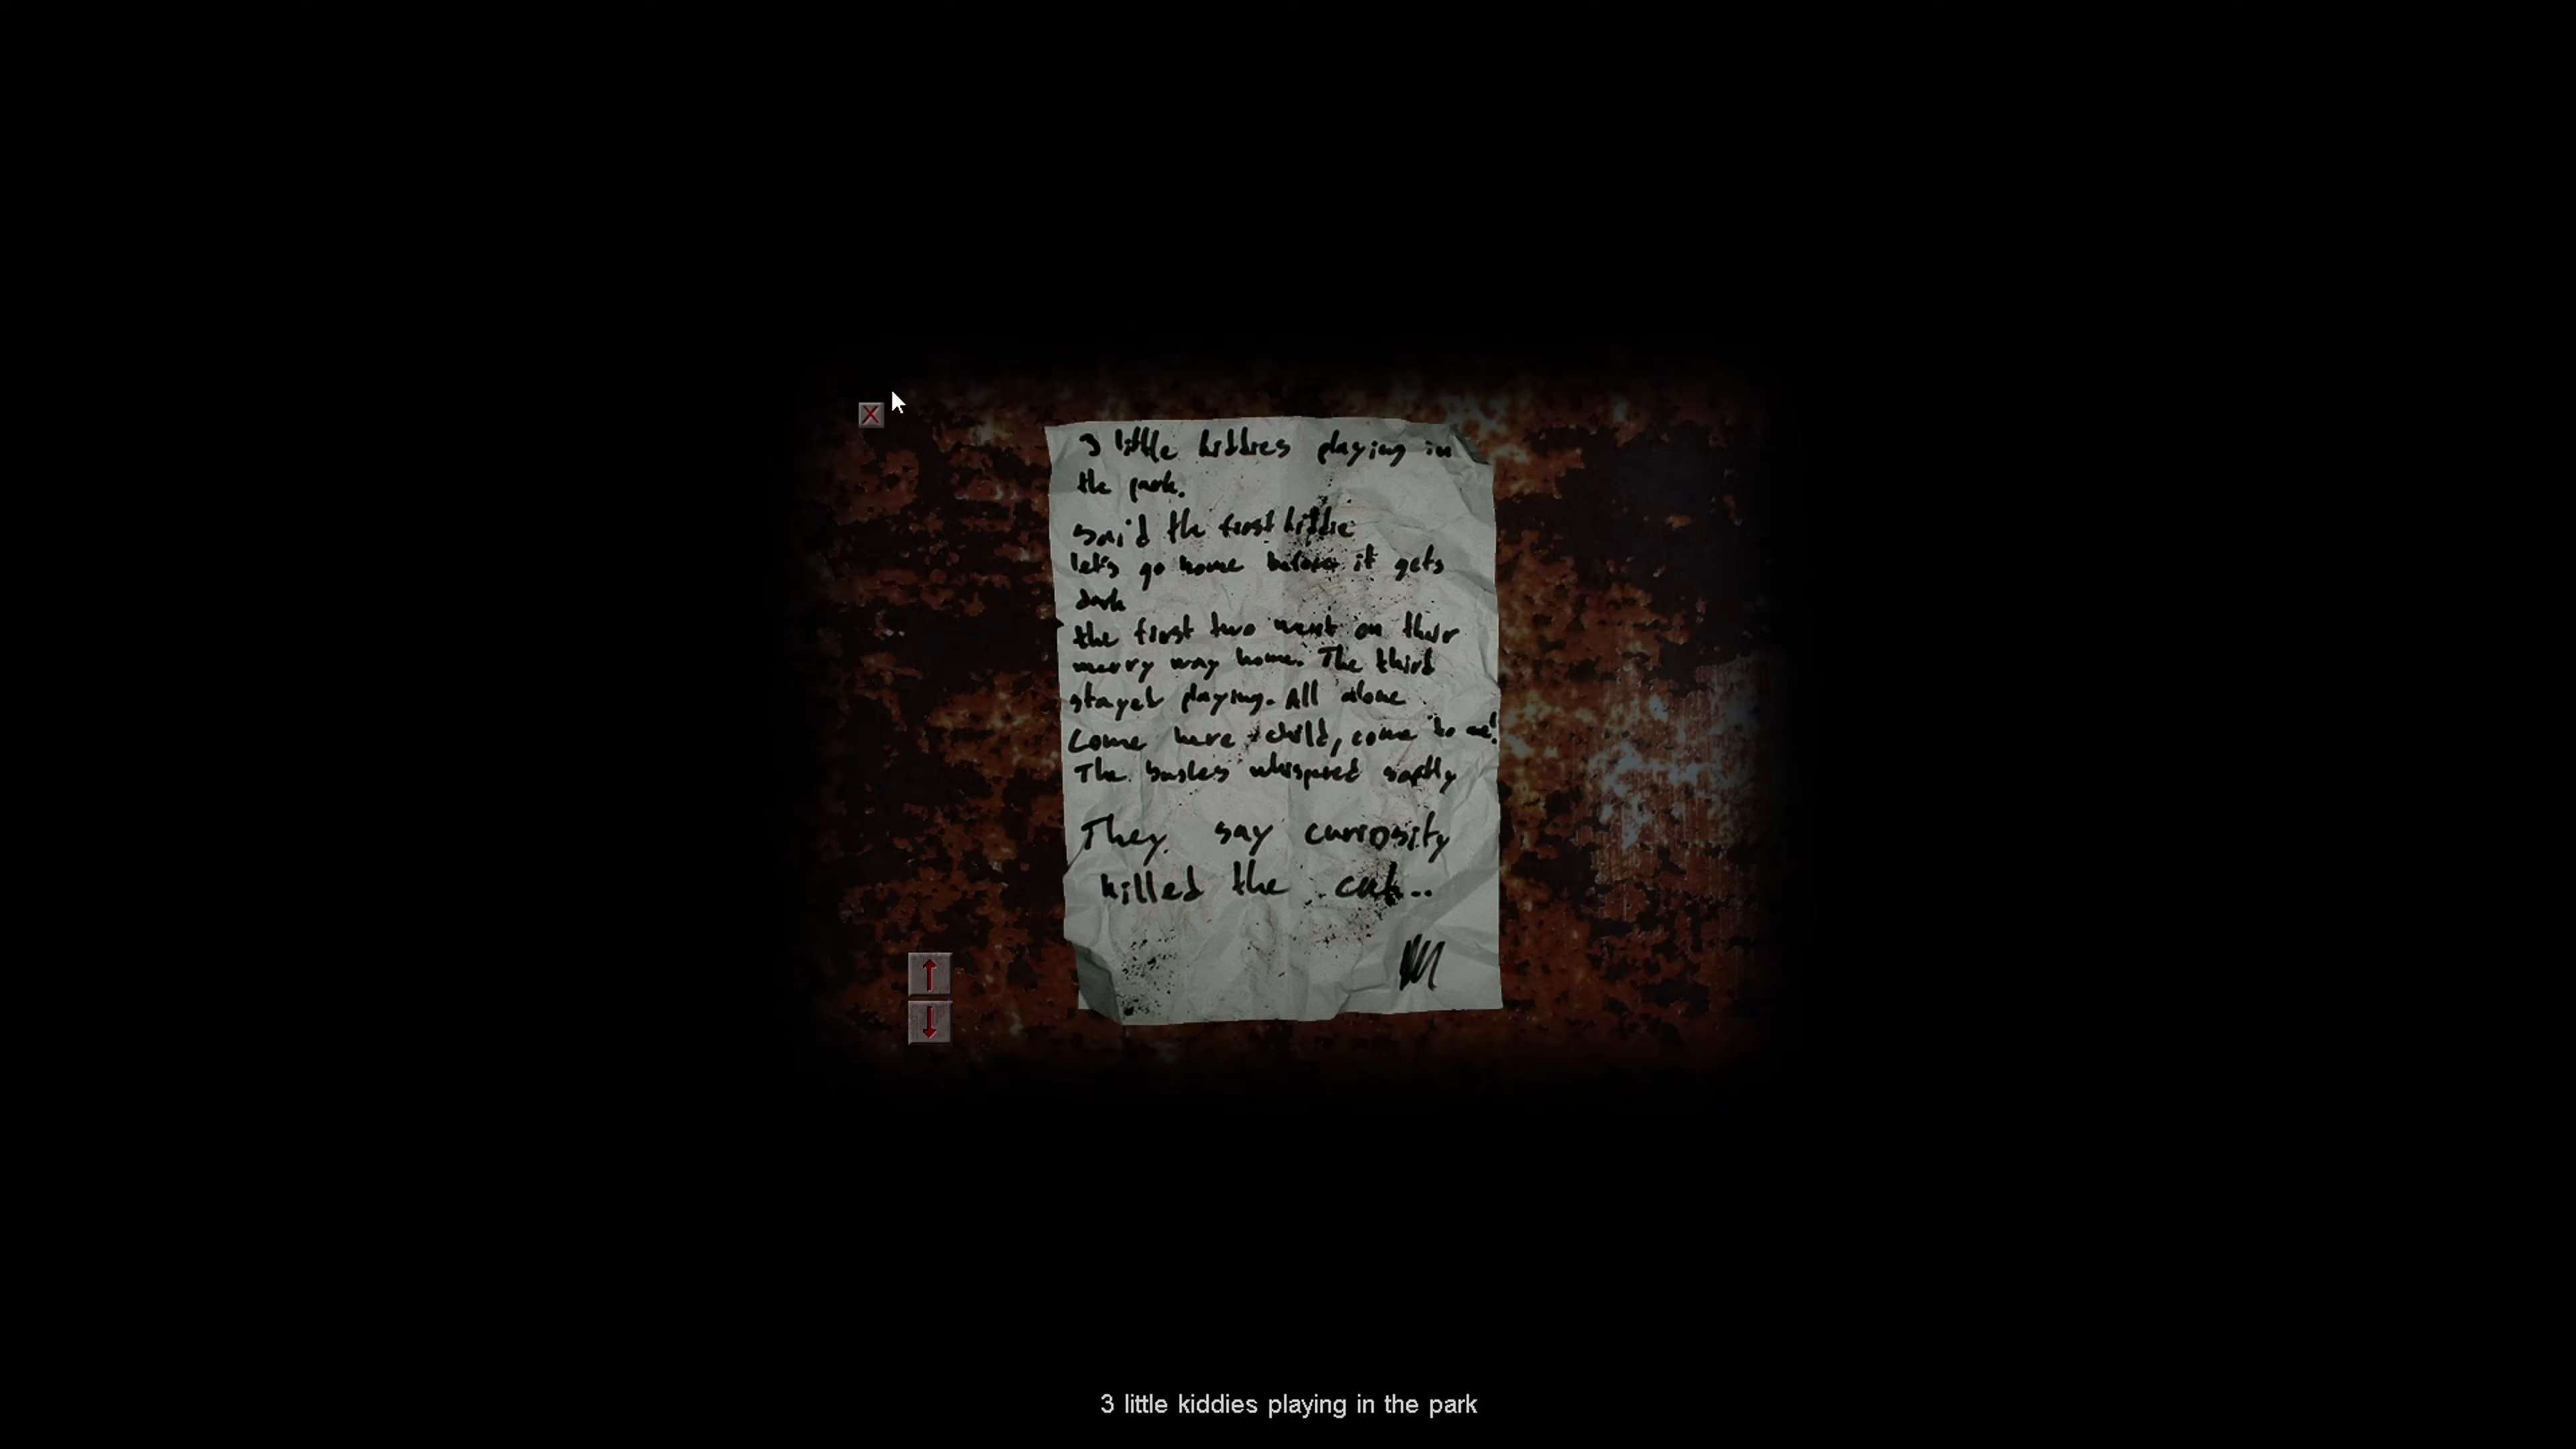 3 little kiddies playing in
the park.
said the first kiddie
let's go home before it gets
dark
the first two went on their
merry way home. The third
stayed playing. All alone
Come here child, come to me!
The bushes whispered softly
They say curiosity
killed the cat..
X
3 little kiddies playing in the park